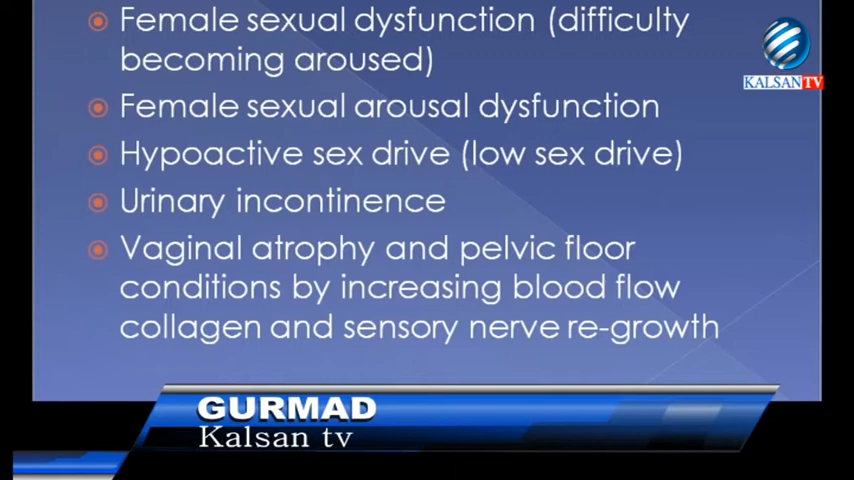 Female sexual dysfunction (difficulty
becoming aroused)
KALSAN TV
Female sexual arousal dysfunction
Hypoactive sex drive (low sex drive)
Urinary incontinence
Vaginal atrophy and pelvic floor
conditions by increasing blood flow
collagen and sensory nerve re-growth
GURMAD
Kalsan tv